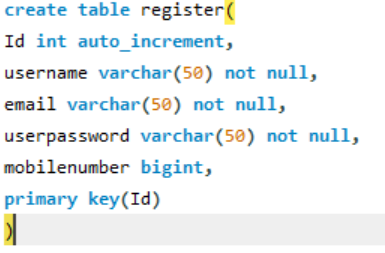 create table register(
Id int auto_increment,
username varchar(50) not null,
email varchar(50) not null,
userpassword varchar(50) not null,
mobilenumber bigint,
primary key(Id)
)